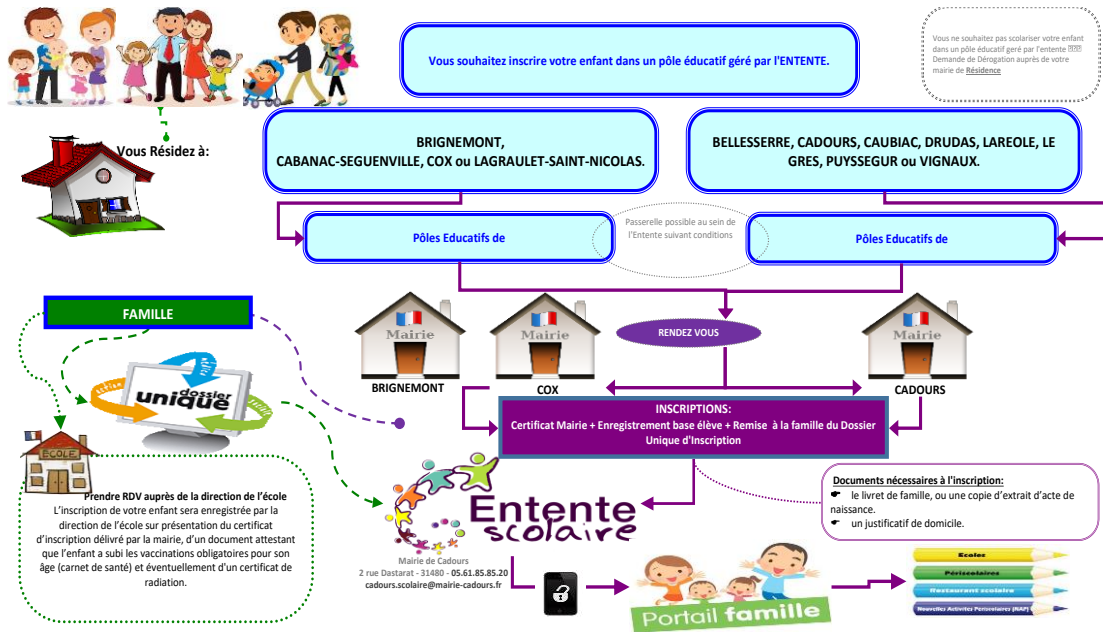 Vous souhaitez inscrire votre enfant dans un pôle éducatif géré par l'ENTENTE.
Vous ne souhaitez pas scolariser votre enfant
dans un pôle éducatif géré par l'entente
Demande de Dérogation auprès de votre
mairie de Résidence
Vous Résidez à:
BRIGNEMONT,
CABANAC-SEGUENVILLE, COX ou LAGRAULET-SAINT-NICOLAS.
BELLESSERRE, CADOURS, CAUBIAC, DRUDAS, LAREOLE, LE
GRES, PUYSSEGUR ou VIGNAUX.
Pôles Educatifs de
Passerelle possible au sein de
l'Entente suivant conditions
Pôles Educatifs de
FAMILLE
Mairie
Mairie
RENDEZ VOUS
Mairie
BRIGNEMONT
COX
CADOURS
action
utile
facile
dossier
unique
INSCRIPTIONS:
Certificat Mairie + Enregistrement base élève + Remise à la famille du Dossier
Unique d'Inscription
ÉCOLE
Prendre RDV auprès de la direction de l'école
L'inscription de votre enfant sera enregistrée par la
direction de l'école sur présentation du certificat
d'inscription délivré par la mairie, d'un document attestant
que l'enfant a subi les vaccinations obligatoires pour son
âge (carnet de santé) et éventuellement d'un certificat de
radiation.
Entente
scolaire
Mairie de Cadours
2 rue Dastarat - 31480 - 05.61.85.85.20
cadours.scolaire@mairie-cadours.fr
Documents nécessaires à l'inscription:
☛ le livret de famille, ou une copie d'extrait d'acte de
naissance.
☛ un justificatif de domicile.
Portail famille
Ecoles
Périscolaires
Restaurant scolaire
Nouvelles Activités Périscolaires (NAP)